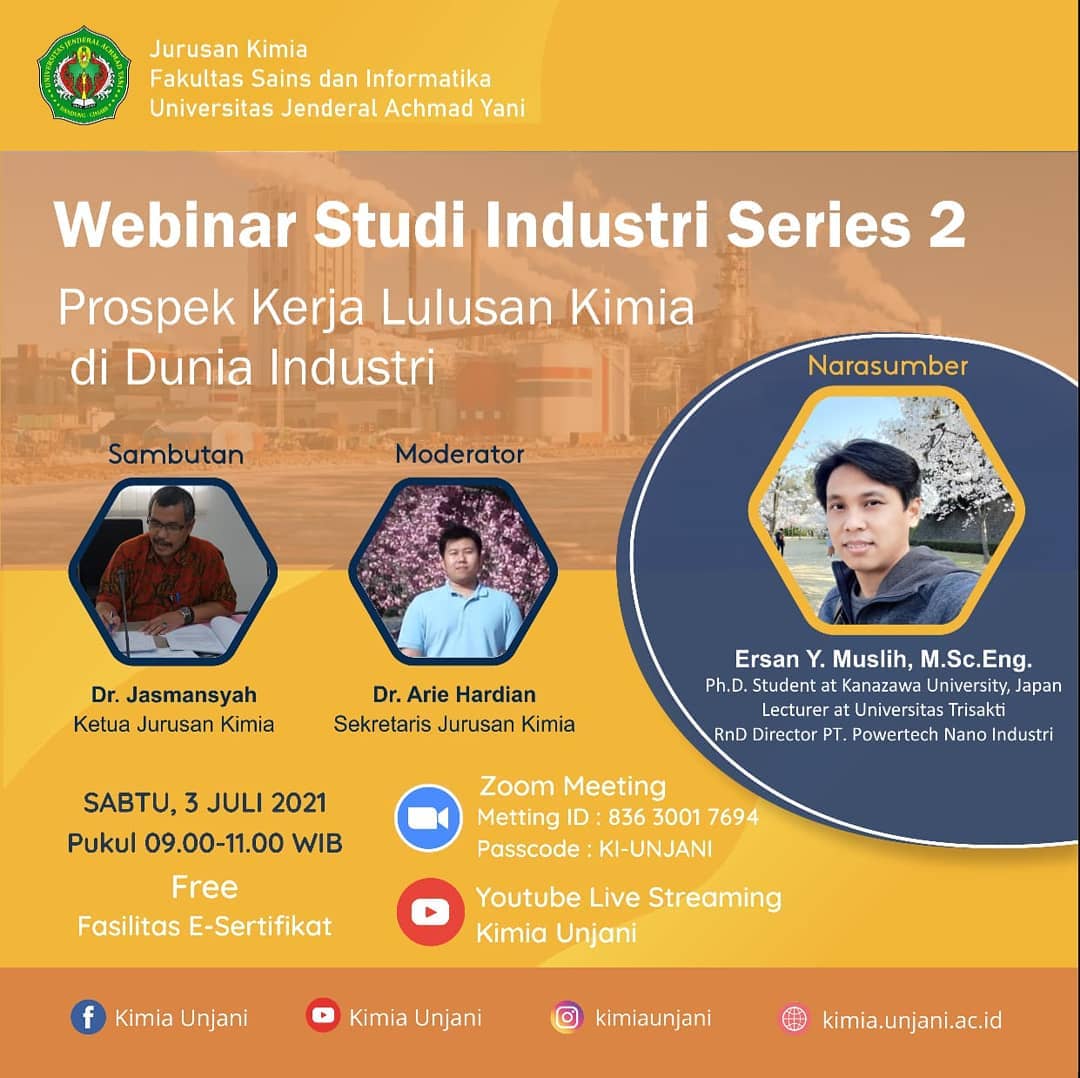 UNIVERSITAS JENDERAL ACHMAD YANI
Jurusan Kimia
Fakultas Sains dan Informatika
Universitas Jenderal Achmad Yani
Webinar Studi Industri Series 2
Prospek Kerja Lulusan Kimia
di Dunia Industri
Narasumber
Sambutan
Moderator
Ersan Y. Muslih, M.Sc.Eng.
Ph.D. Student at Kanazawa University, Japan
Lecturer at Universitas Trisakti
RnD Director PT. Powertech Nano Industri
Dr. Jasmansyah
Ketua Jurusan Kimia
Dr. Arie Hardian
Sekretaris Jurusan Kimia
SABTU, 3 JULI 2021
Pukul 09.00-11.00 WIB
Free
Fasilitas E-Sertifikat
Zoom Meeting
Metting ID : 836 3001 7694
Passcode : KI-UNJANI
Youtube Live Streaming
Kimia Unjani
Kimia Unjani
Kimia Unjani
kimiaunjani
kimia.unjani.ac.id